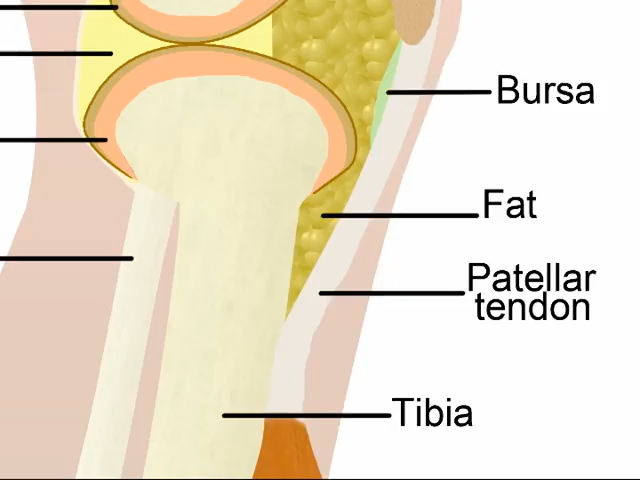 Bursa
Fat
Patellar
tendon
Tibia